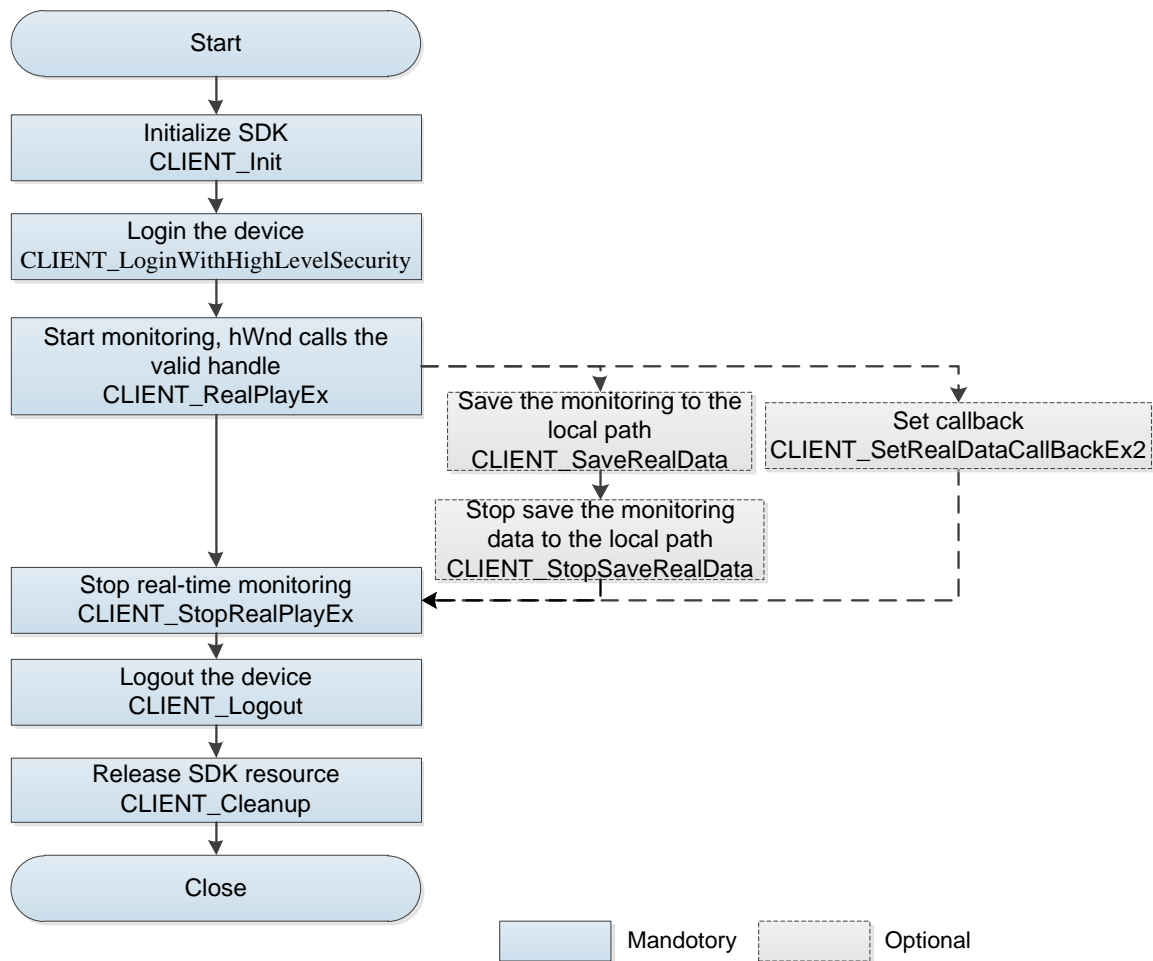 Start
Initialize SDK
CLIENT_Init
Login the device
CLIENT_LoginWithHighLevelSecurity
Start monitoring, hWnd calls the
valid handle
CLIENT_RealPlayEx
Save the monitoring to the
local path
CLIENT_SaveRealData
Set callback
CLIENT_SetRealDataCallBackEx2
Stop save the monitoring
data to the local path
CLIENT_StopSaveRealData
Stop real-time monitoring
CLIENT_StopRealPlayEx
Logout the device
CLIENT_Logout
Release SDK resource
CLIENT_Cleanup
Close
Mandotory
Optional